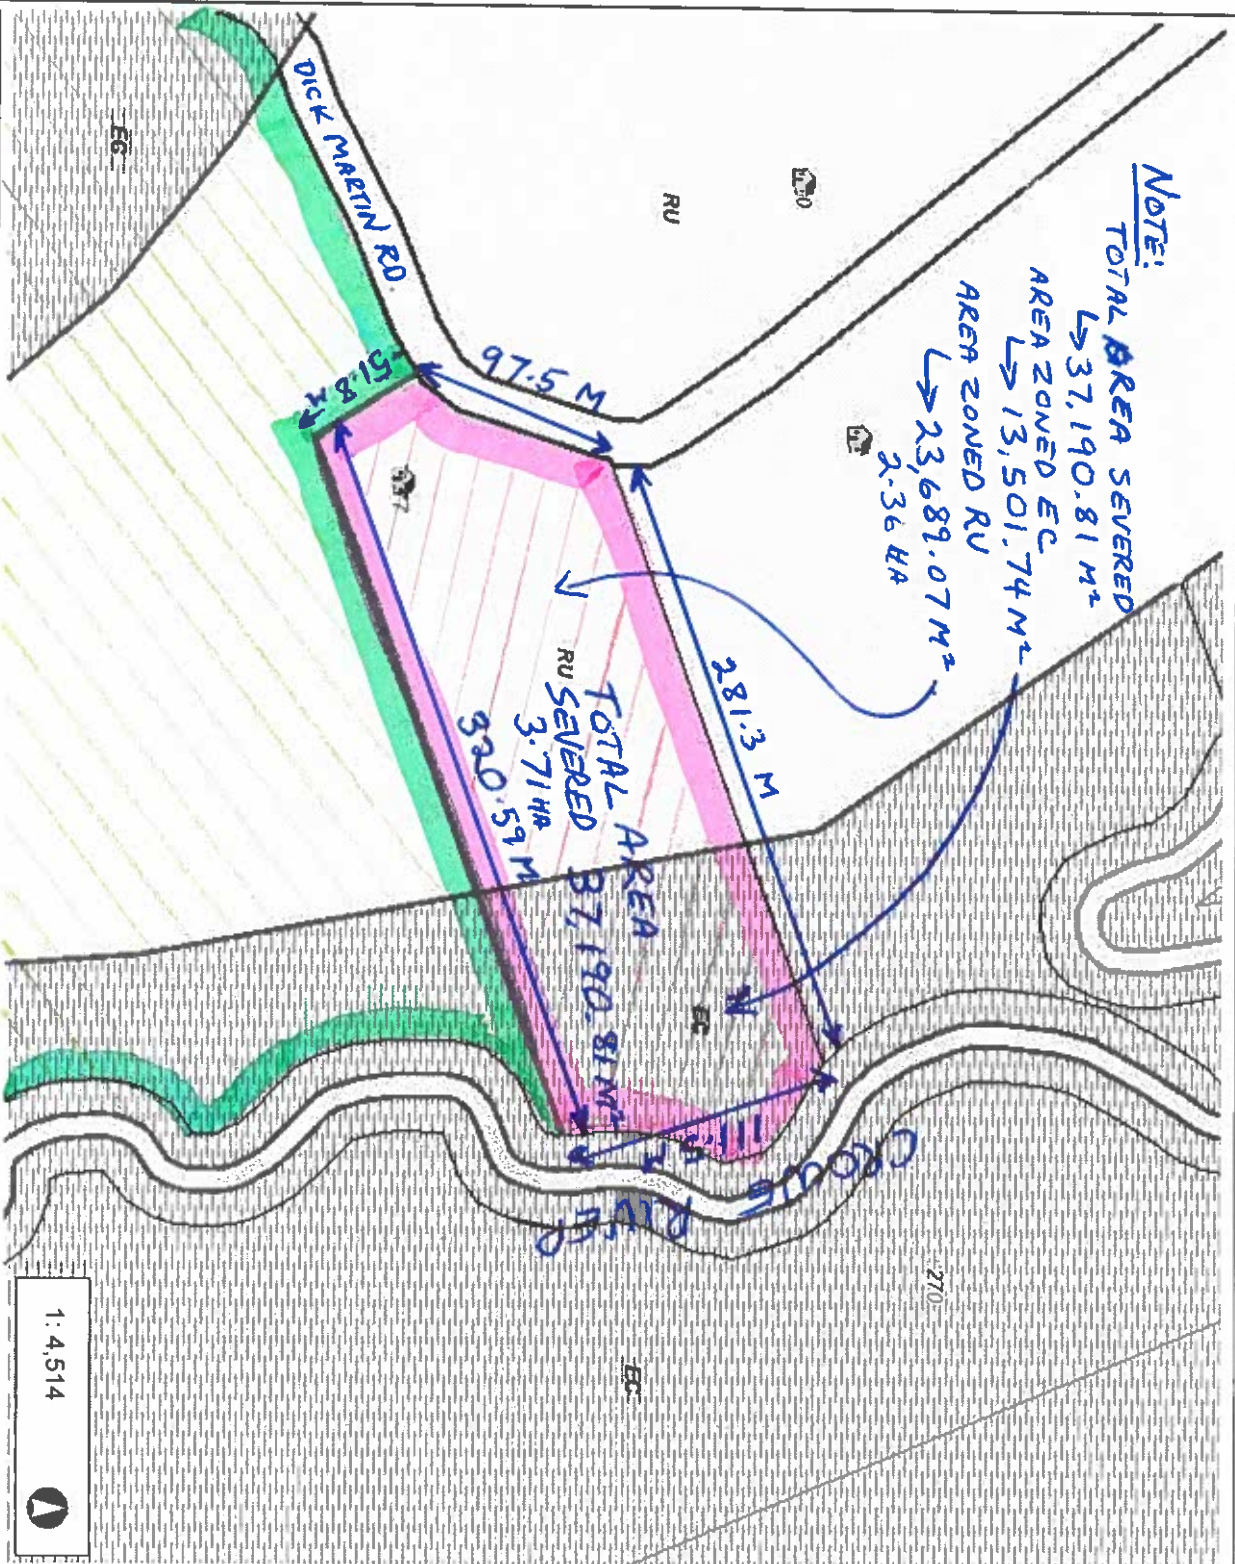 NOTE:
TOTAL AREA SEVERED
↳ 37,190.81 M²
AREA ZONED EC
↳ 13,501.74 M²
AREA ZONED RU
↳ 23,689.07 M²
2.36 HA
RU
DICK MARTIN RD.
97.5 M
51.8 M
281.3 M
RU
TOTAL AREA
SEVERED 37,190.81 M²
3.71 HA
320.59 M
EC
CROWE
RIVER
270
EC
1: 4,514